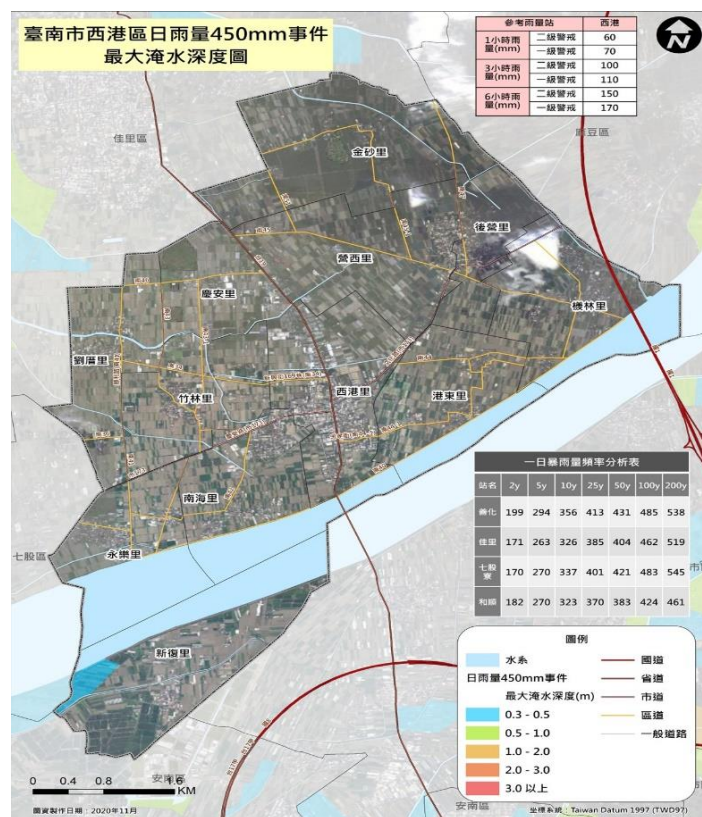 臺南市西港區日雨量450mm事件
最大淹水深度圖
參考雨量站 西港
1小時雨量(mm) 二級警戒 60
一級警戒 70
3小時雨量(mm) 二級警戒 100
一級警戒 110
6小時雨量(mm) 二級警戒 150
一級警戒 170
N
佳里區
麻豆區
金砂里
後營里
營西里
慶安里
檨林里
劉厝里
竹林里
西港里
港東里
南海里
永樂里
七股區
新復里
安南區
安南區
一日暴雨量頻率分析表
站名 2y 5y 10y 25y 50y 100y 200y
善化 199 294 356 413 431 485 538
佳里 171 263 326 385 404 462 519
七股寮 170 270 337 401 421 483 545
和順 182 270 323 370 383 424 461
圖例
水系
日雨量450mm事件
最大淹水深度(m)
0.3 - 0.5
0.5 - 1.0
1.0 - 2.0
2.0 - 3.0
3.0 以上
國道
省道
市道
區道
一般道路
0 0.4 0.8 1.6
KM
圖資製作日期：2020年11月
坐標系統：Taiwan Datum 1997 (TWD97)